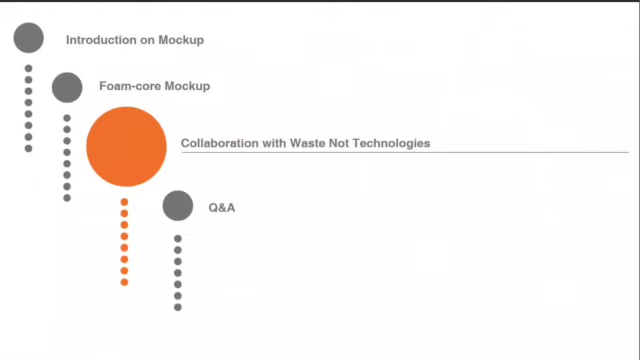 Introduction on Mockup
Foam-core Mockup
Collaboration with Waste Not Technologies
Q&A